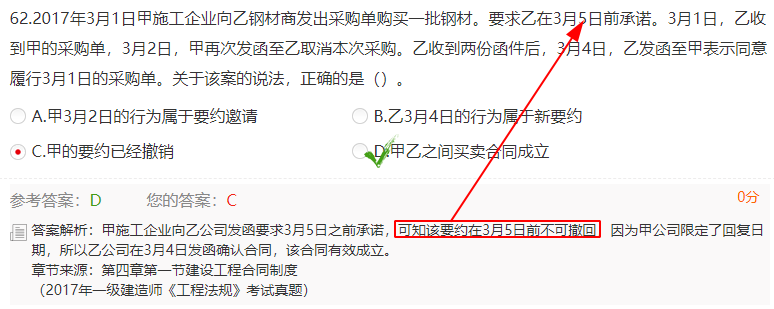 62.2017年3月1日甲施工企业向乙钢材商发出采购单购买一批钢材。要求乙在3月5日前承诺。3月1日，乙收
到甲的采购单，3月2日，甲再次发函至乙取消本次采购。乙收到两份函件后，3月4日，乙发函至甲表示同意
履行3月1日的采购单。关于该案的说法，正确的是（）。
A.甲3月2日的行为属于要约邀请
B.乙3月4日的行为属于新要约
C.甲的要约已经撤销
D.甲乙之间买卖合同成立
参考答案：D 您的答案：C
0分
答案解析：甲施工企业向乙公司发函要求3月5日之前承诺，可知该要约在3月5日前不可撤回 因为甲公司限定了回复日
期，所以乙公司在3月4日发函确认合同，该合同有效成立。
章节来源：第四章第一节建设工程合同制度
（2017年一级建造师《工程法规》考试真题）